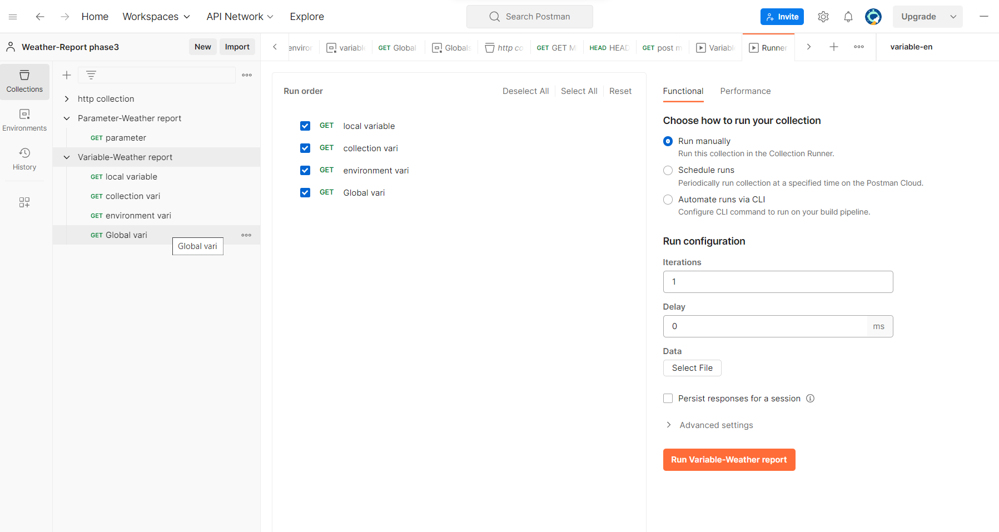 Home Workspaces API Network Explore Search Postman Invite Upgrade
Weather-Report phase3 New Import
environ variable GET Global Globals http co GET GET M HEAD HEAD GET post m Variabl Runner variable-en
Collections
Environments
History
http collection
Parameter-Weather report
GET parameter
Variable-Weather report
GET local variable
GET collection vari
GET environment vari
GET Global vari
Global vari
Run order Deselect All Select All Reset
GET local variable
GET collection vari
GET environment vari
GET Global vari
Functional Performance
Choose how to run your collection
Run manually
Run this collection in the Collection Runner.
Schedule runs
Periodically run collection at a specified time on the Postman Cloud.
Automate runs via CLI
Configure CLI command to run on your build pipeline.
Run configuration
Iterations
1
Delay
0 ms
Data
Select File
Persist responses for a session
Advanced settings
Run Variable-Weather report